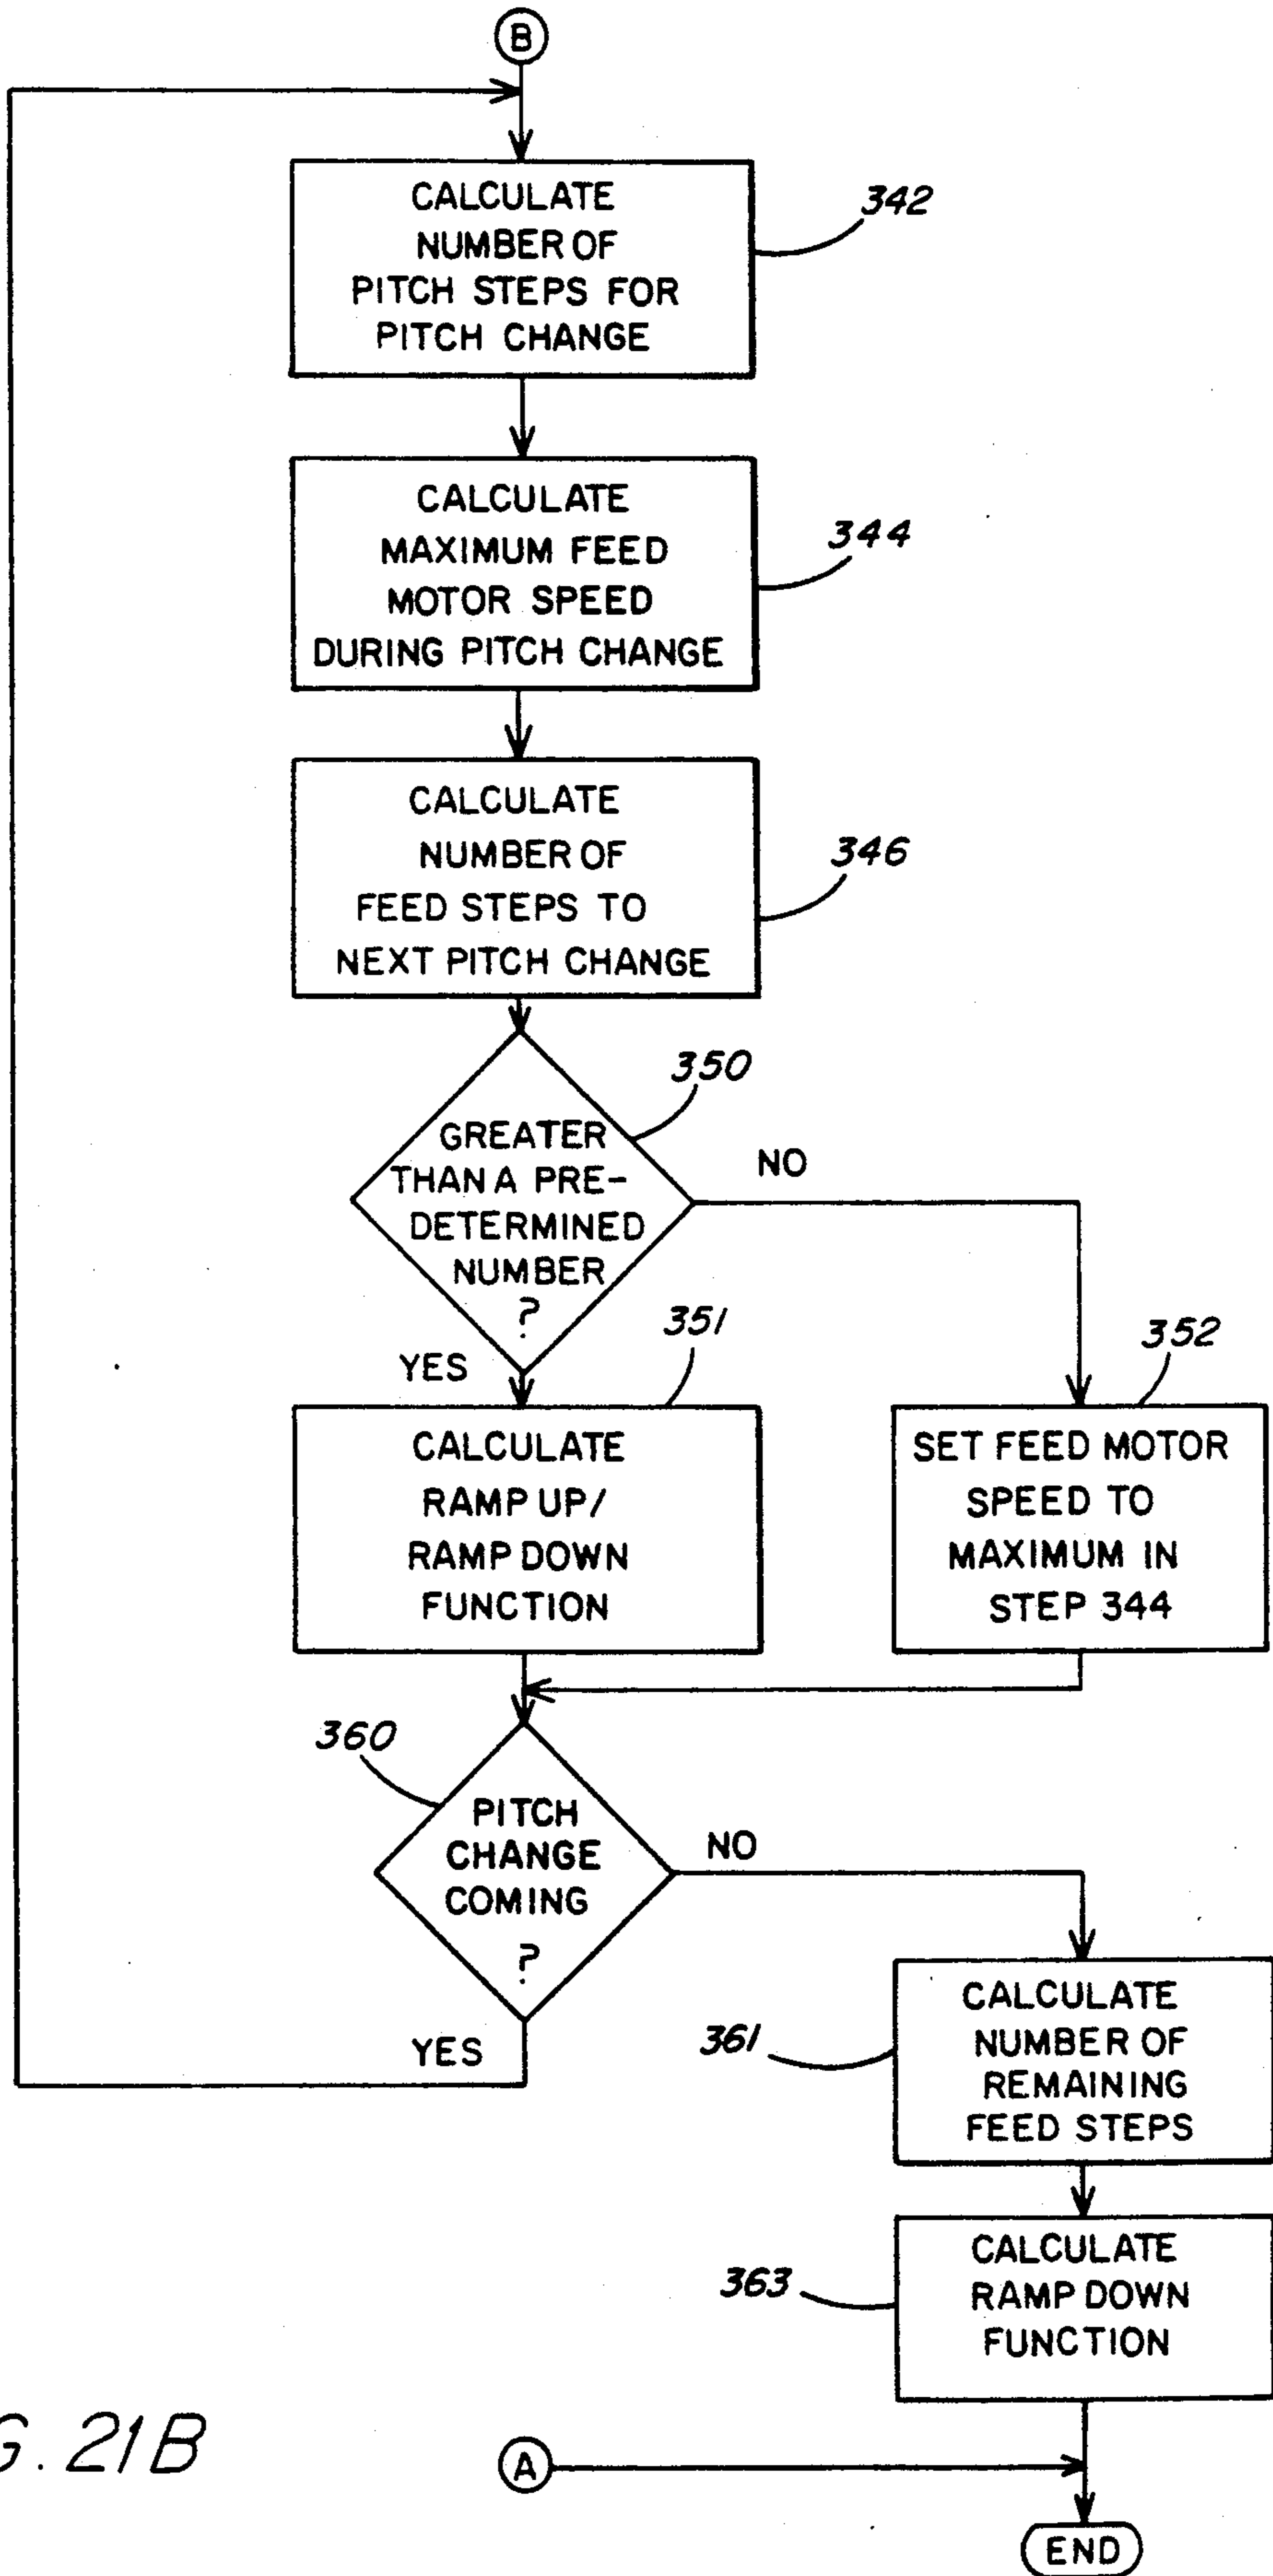 B
CALCULATE
NUMBER OF
PITCH STEPS FOR
PITCH CHANGE
342
CALCULATE
MAXIMUM FEED
MOTOR SPEED
DURING PITCH CHANGE
344
CALCULATE
NUMBER OF
FEED STEPS TO
NEXT PITCH CHANGE
346
350
GREATER
THAN A PRE-
DETERMINED
NUMBER
?
NO
YES
351
352
CALCULATE
RAMP UP/
RAMP DOWN
FUNCTION
SET FEED MOTOR
SPEED TO
MAXIMUM IN
STEP 344
360
PITCH
CHANGE
COMING
?
NO
YES
361
CALCULATE
NUMBER OF
REMAINING
FEED STEPS
363
CALCULATE
RAMP DOWN
FUNCTION
G. 21B
A
END